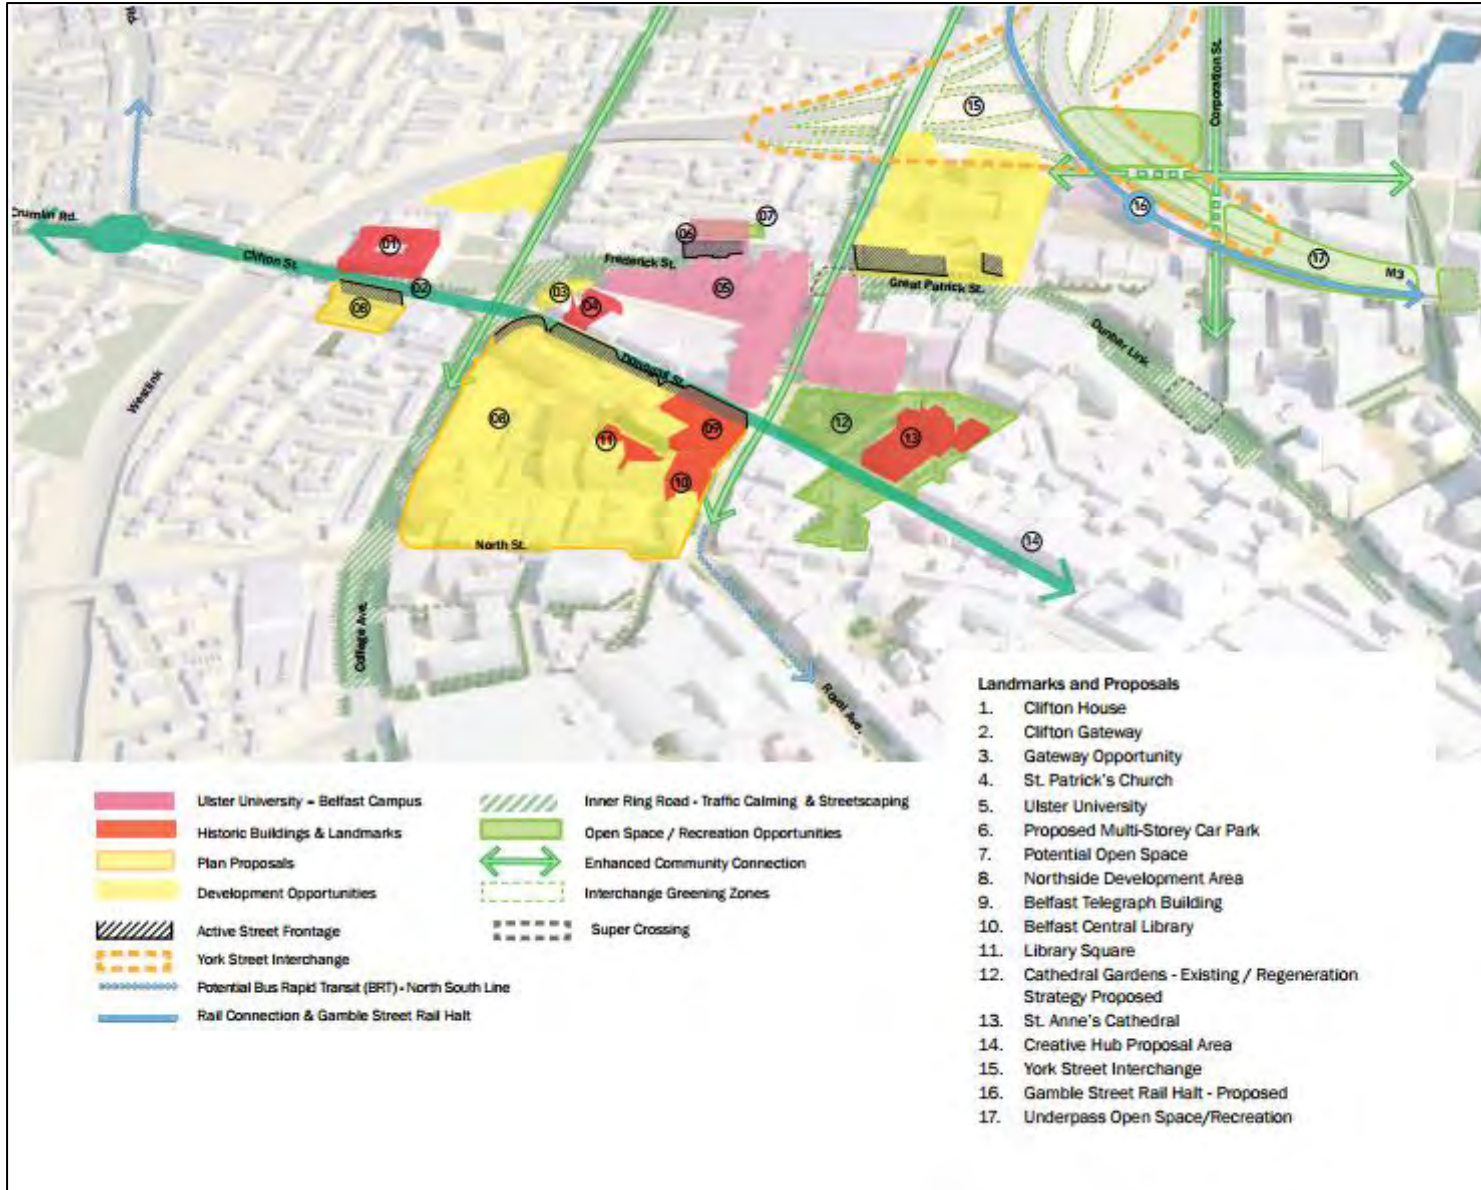 Corporation St.
15
Crumlin Rd.
16
07
06
01
Clifton St.
Frederick St.
17
M3
02
03
05
Great Patrick St.
04
08
Dunbar Link
Donegall St.
Westlink
08
09
12
13
11
10
North St.
14
College Ave.
Royal Ave.
Ulster University - Belfast Campus
Historic Buildings & Landmarks
Plan Proposals
Development Opportunities
Active Street Frontage
York Street Interchange
Potential Bus Rapid Transit (BRT) - North South Line
Rail Connection & Gamble Street Rail Halt
Inner Ring Road - Traffic Calming & Streetscaping
Open Space / Recreation Opportunities
Enhanced Community Connection
Interchange Greening Zones
Super Crossing
Landmarks and Proposals
1. Clifton House
2. Clifton Gateway
3. Gateway Opportunity
4. St. Patrick's Church
5. Ulster University
6. Proposed Multi-Storey Car Park
7. Potential Open Space
8. Northside Development Area
9. Belfast Telegraph Building
10. Belfast Central Library
11. Library Square
12. Cathedral Gardens - Existing / Regeneration
Strategy Proposed
13. St. Anne's Cathedral
14. Creative Hub Proposal Area
15. York Street Interchange
16. Gamble Street Rail Halt - Proposed
17. Underpass Open Space/Recreation